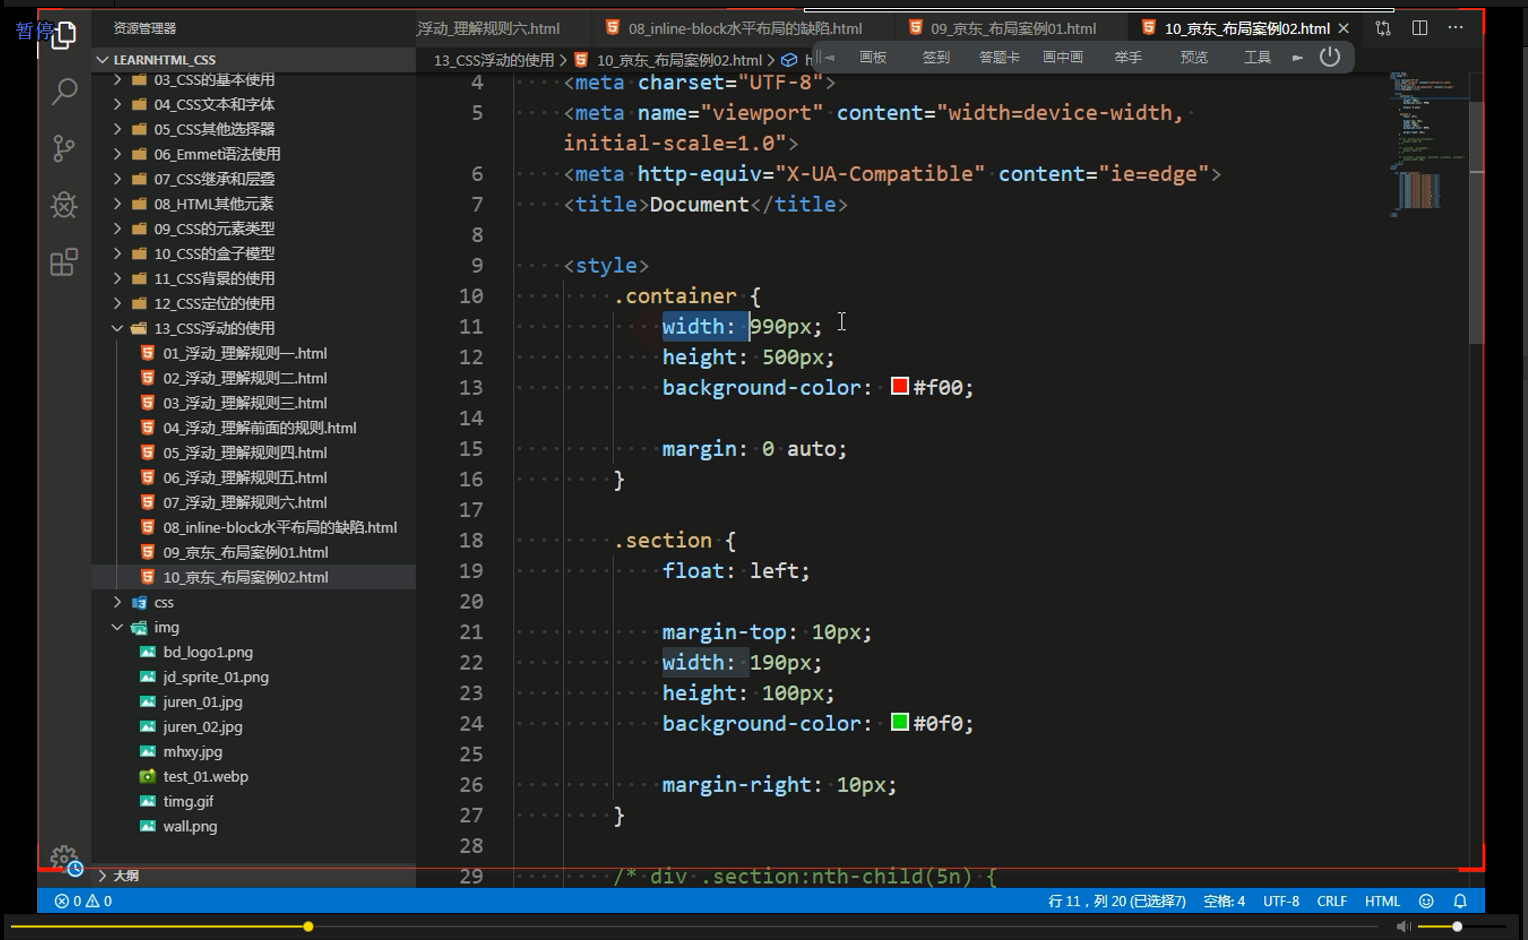 暂停
资源管理器
浮动_理解规则六.html
08_inline-block水平布局的缺陷.html
09_京东_布局案例01.html
10_京东_布局案例02.html
LEARNHTML_CSS
13_CSS浮动的使用 > 10_京东_布局案例02.html > h
画板
签到
答题卡
画中画
举手
预览
工具
03_CSS的基本使用
04_CSS文本和字体
05_CSS其他选择器
06_Emmet语法使用
07_CSS继承和层叠
08_HTML其他元素
09_CSS的元素类型
10_CSS的盒子模型
11_CSS背景的使用
12_CSS定位的使用
13_CSS浮动的使用
01_浮动_理解规则一.html
02_浮动_理解规则二.html
03_浮动_理解规则三.html
04_浮动_理解前面的规则.html
05_浮动_理解规则四.html
06_浮动_理解规则五.html
07_浮动_理解规则六.html
08_inline-block水平布局的缺陷.html
09_京东_布局案例01.html
10_京东_布局案例02.html
css
img
bd_logo1.png
jd_sprite_01.png
juren_01.jpg
juren_02.jpg
mhxy.jpg
test_01.webp
timg.gif
wall.png
大纲
4 <meta charset="UTF-8">
5 <meta name="viewport" content="width=device-width,
initial-scale=1.0">
6 <meta http-equiv="X-UA-Compatible" content="ie=edge">
7 <title>Document</title>
8
9 <style>
10 .container {
11 width: 990px;
12 height: 500px;
13 background-color: #f00;
14
15 margin: 0 auto;
16 }
17
18 .section {
19 float: left;
20
21 margin-top: 10px;
22 width: 190px;
23 height: 100px;
24 background-color: #0f0;
25
26 margin-right: 10px;
27 }
28
29 /* div .section:nth-child(5n) {
0 0
行 11，列 20 (已选择7)
空格: 4
UTF-8
CRLF
HTML